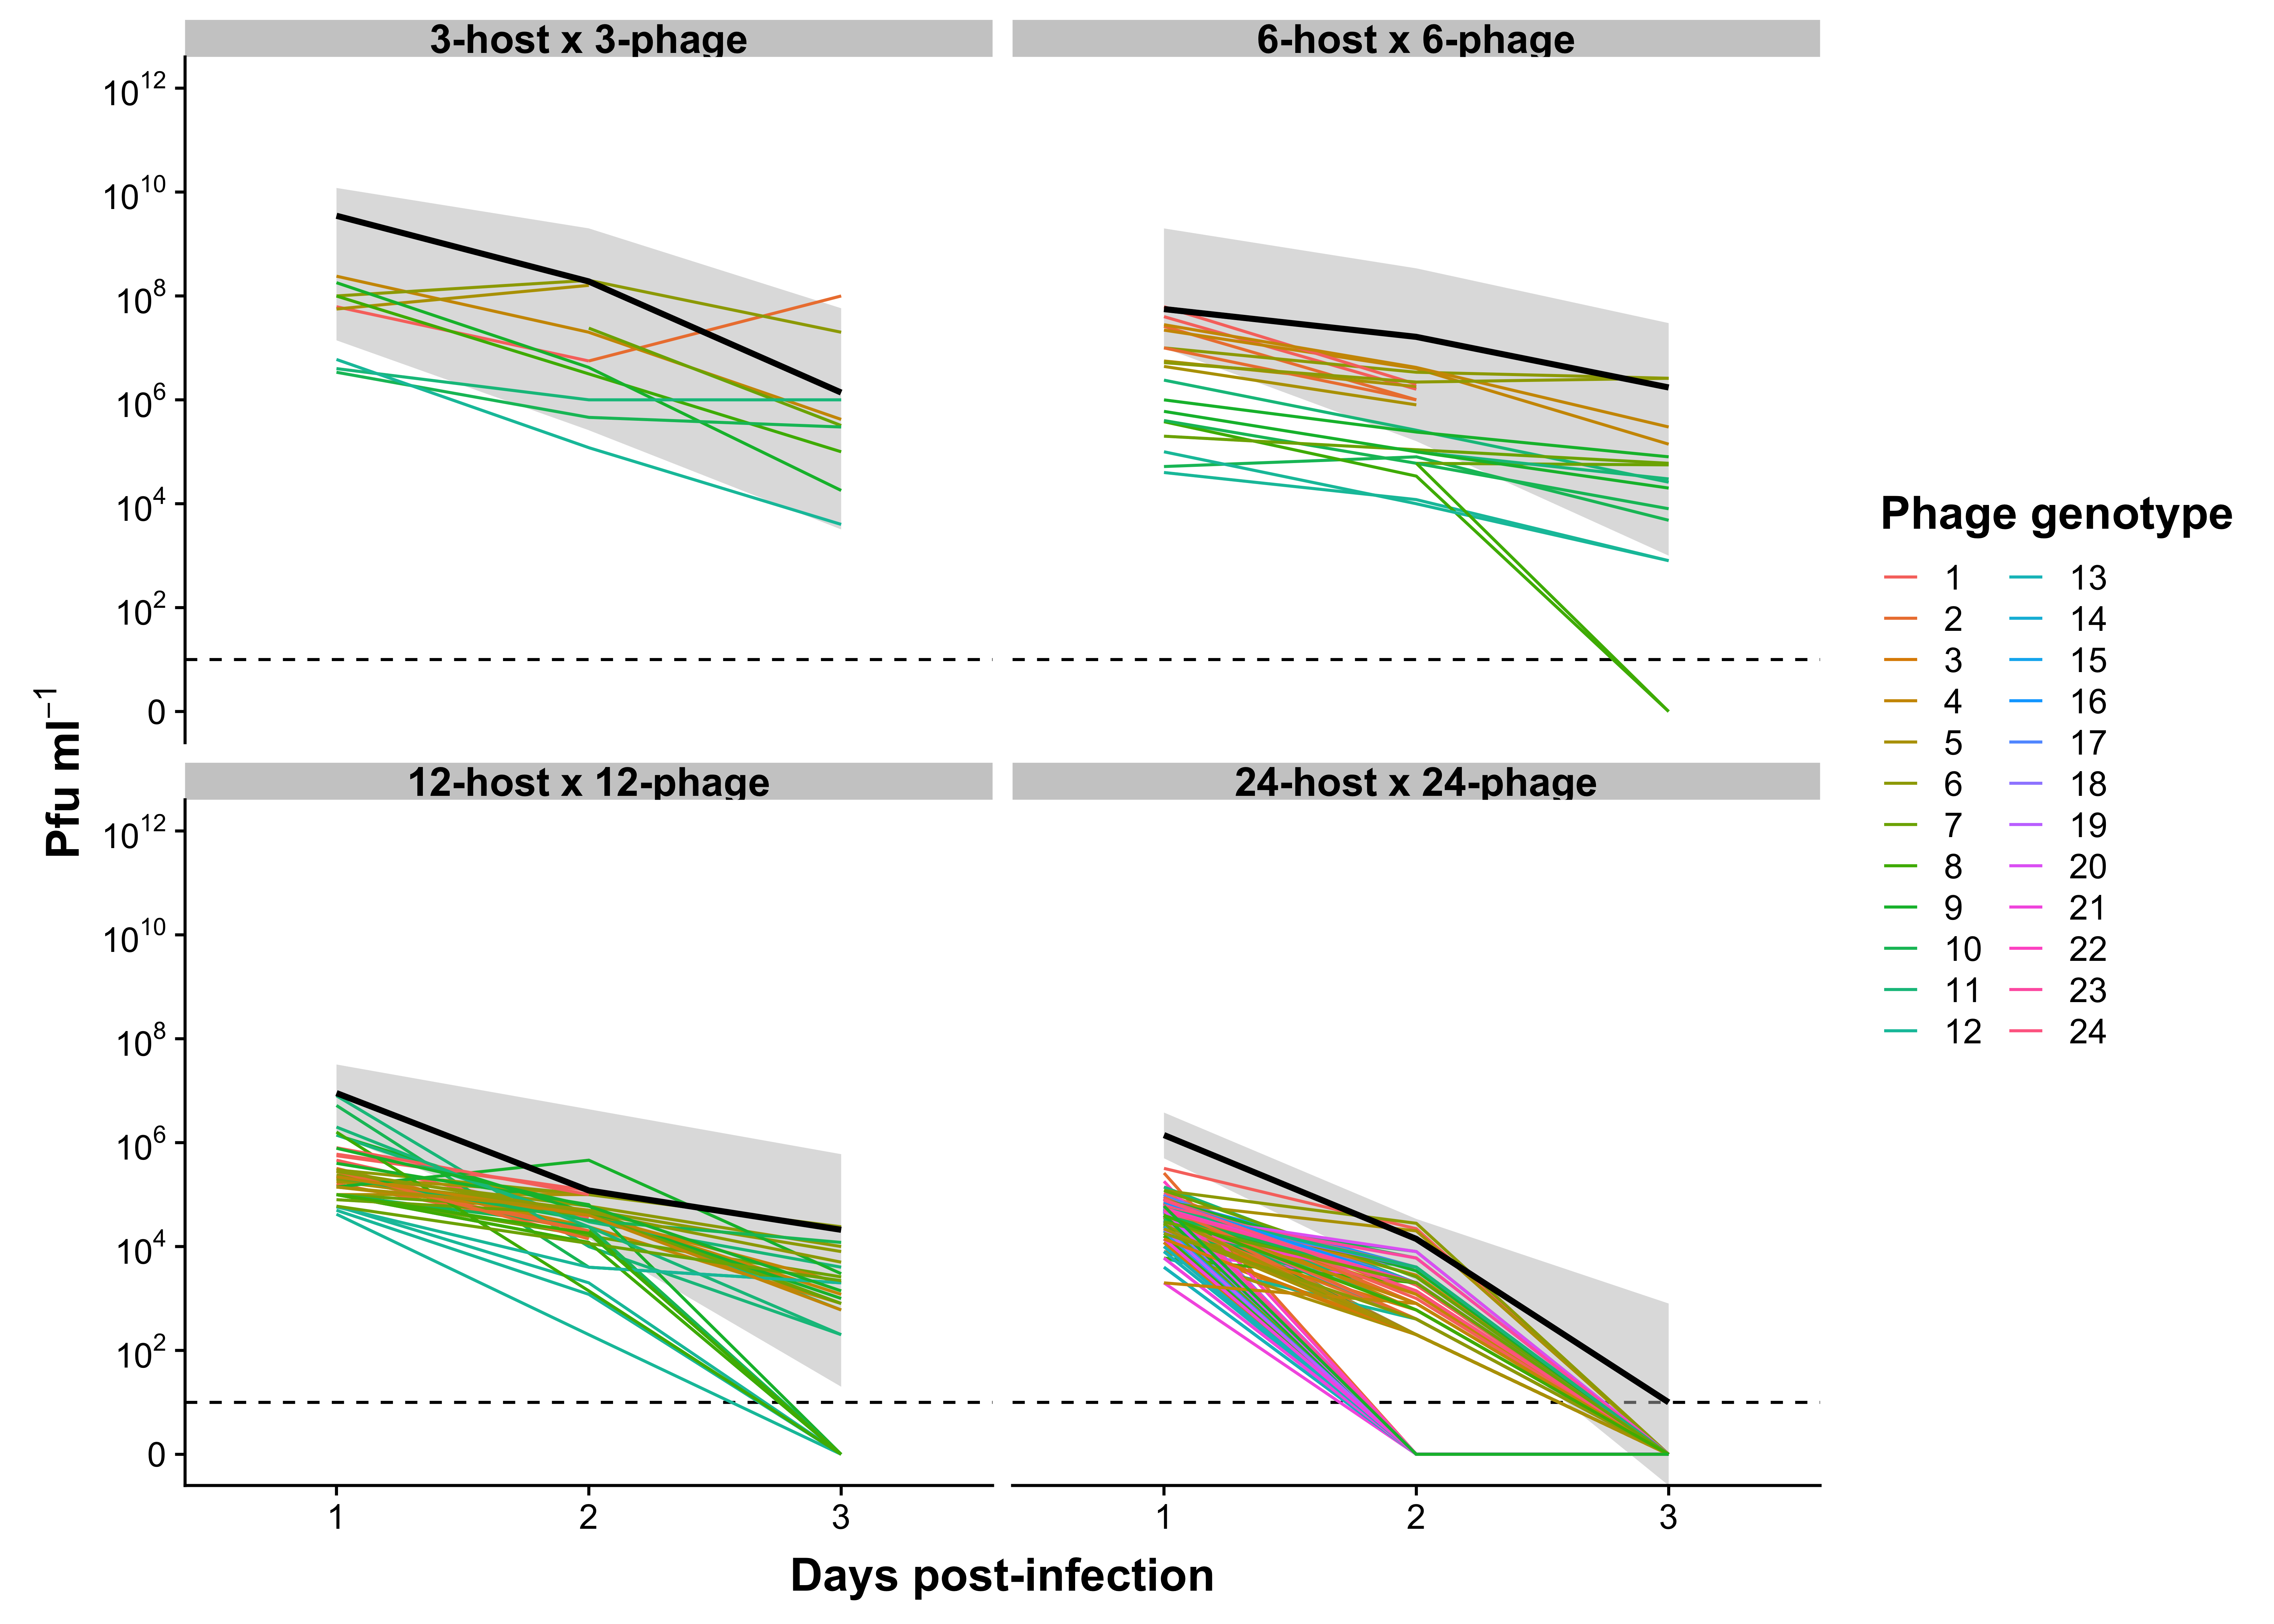 3-host x 3-phage
6-host x 6-phage
10¹²
10¹⁰
10⁸
10⁶
10⁴
10²
0
12-host x 12-phage
24-host x 24-phage
10¹²
10¹⁰
10⁸
10⁶
10⁴
10²
0
1 2 3
1 2 3
Pfu ml⁻¹
Days post-infection
Phage genotype
1 13
2 14
3 15
4 16
5 17
6 18
7 19
8 20
9 21
10 22
11 23
12 24